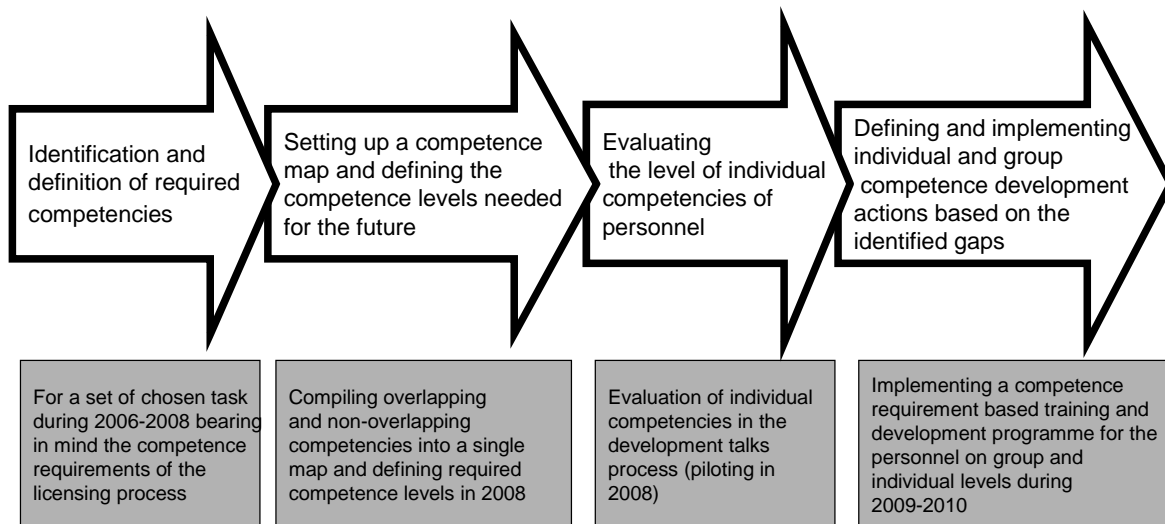 Identification and
definition of required
competencies
Setting up a competence
map and defining the
competence levels needed
for the future
Evaluating
the level of individual
competencies of
personnel
Defining and implementing
individual and group
competence development
actions based on the
identified gaps
For a set of chosen task
during 2006-2008 bearing
in mind the competence
requirements of the
licensing process
Compiling overlapping
and non-overlapping
competencies into a single
map and defining required
competence levels in 2008
Evaluation of individual
competencies in the
development talks
process (piloting in
2008)
Implementing a competence
requirement based training and
development programme for the
personnel on group and
individual levels during
2009-2010